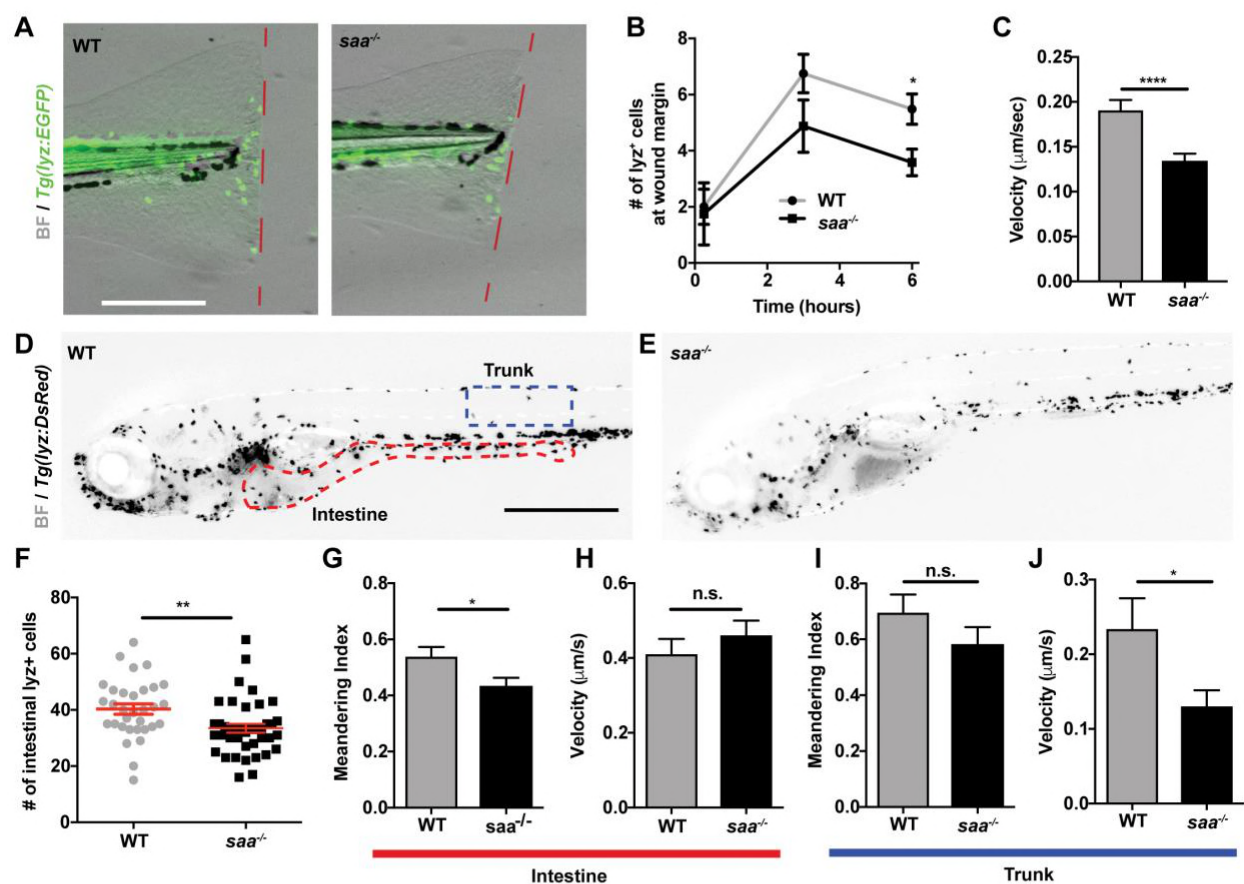 A
WT
saa-/-
BF / Tg(lyz:EGFP)
B
# of lyz+ cells
at wound margin
8
6
4
2
0
0
2
4
6
Time (hours)
*
WT
saa-/-
C
Velocity (μm/sec)
0.20
0.15
0.10
0.05
0.00
****
WT
saa-/-
D
WT
BF / Tg(lyz:DsRed)
Trunk
Intestine
E
saa-/-
F
# of intestinal lyz+ cells
80
60
40
20
0
**
WT
saa-/-
G
Meandering Index
0.8
0.6
0.4
0.2
0.0
*
WT
saa-/-
H
Velocity (μm/s)
0.6
0.4
0.2
0.0
n.s.
WT
saa-/-
Intestine
I
Meandering Index
0.8
0.6
0.4
0.2
0.0
n.s.
WT
saa-/-
J
Velocity (μm/s)
0.3
0.2
0.1
0.0
*
WT
saa-/-
Trunk